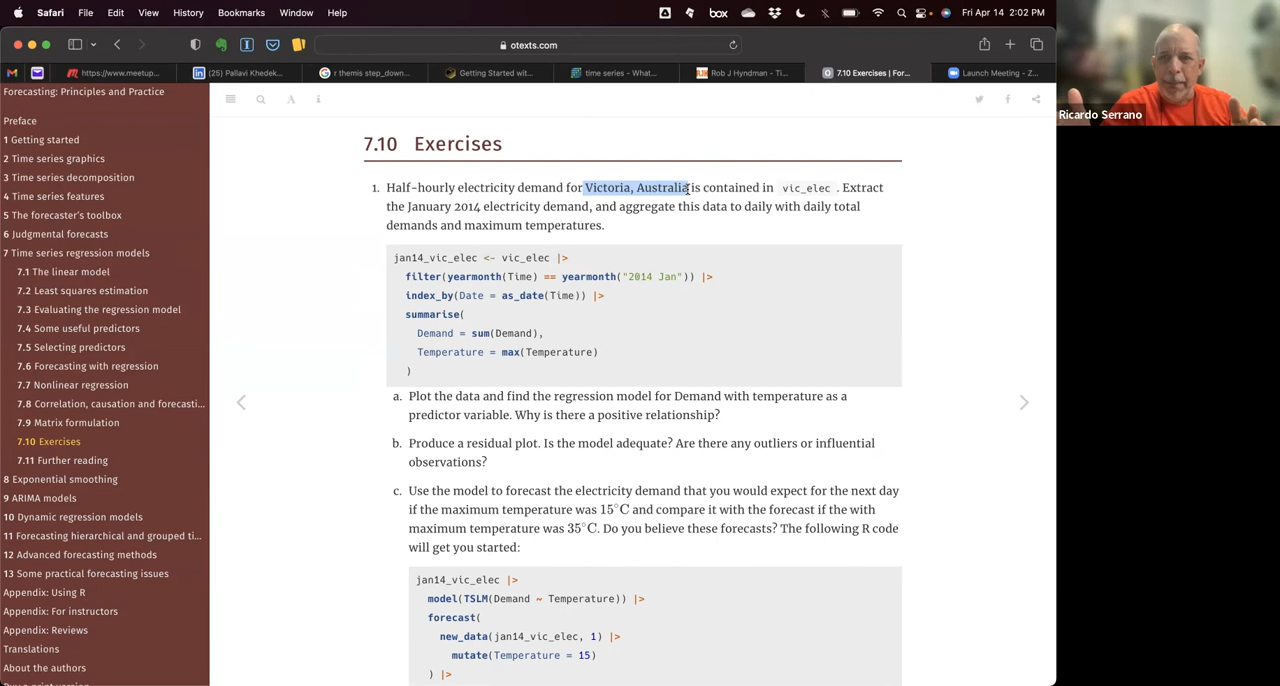 Safari File Edit View History Bookmarks Window Help
box
Fri Apr 14 2:02 PM
otexts.com
https://www.meetup...
(25) Pallavi Khedek...
r themis step_down...
Getting Started wit...
time series - What...
Rob J Hyndman - Ti...
7.10 Exercises | For...
Launch Meeting - Z...
Ricardo Serrano
Forecasting: Principles and Practice
Preface
1 Getting started
2 Time series graphics
3 Time series decomposition
4 Time series features
5 The forecaster's toolbox
6 Judgmental forecasts
7 Time series regression models
7.1 The linear model
7.2 Least squares estimation
7.3 Evaluating the regression model
7.4 Some useful predictors
7.5 Selecting predictors
7.6 Forecasting with regression
7.7 Nonlinear regression
7.8 Correlation, causation and forecasti...
7.9 Matrix formulation
7.10 Exercises
7.11 Further reading
8 Exponential smoothing
9 ARIMA models
10 Dynamic regression models
11 Forecasting hierarchical and grouped ti...
12 Advanced forecasting methods
13 Some practical forecasting issues
Appendix: Using R
Appendix: For instructors
Appendix: Reviews
Translations
About the authors
Buy a print version
7.10 Exercises
1. Half-hourly electricity demand for Victoria, Australia is contained in vic_elec . Extract
the January 2014 electricity demand, and aggregate this data to daily with daily total
demands and maximum temperatures.
jan14_vic_elec <- vic_elec |>
filter(yearmonth(Time) == yearmonth("2014 Jan")) |>
index_by(Date = as_date(Time)) |>
summarise(
Demand = sum(Demand),
Temperature = max(Temperature)
)
a. Plot the data and find the regression model for Demand with temperature as a
predictor variable. Why is there a positive relationship?
b. Produce a residual plot. Is the model adequate? Are there any outliers or influential
observations?
c. Use the model to forecast the electricity demand that you would expect for the next day
if the maximum temperature was 15°C and compare it with the forecast if the with
maximum temperature was 35°C. Do you believe these forecasts? The following R code
will get you started:
jan14_vic_elec |>
model(TSLM(Demand ~ Temperature)) |>
forecast(
new_data(jan14_vic_elec, 1) |>
mutate(Temperature = 15)
) |>